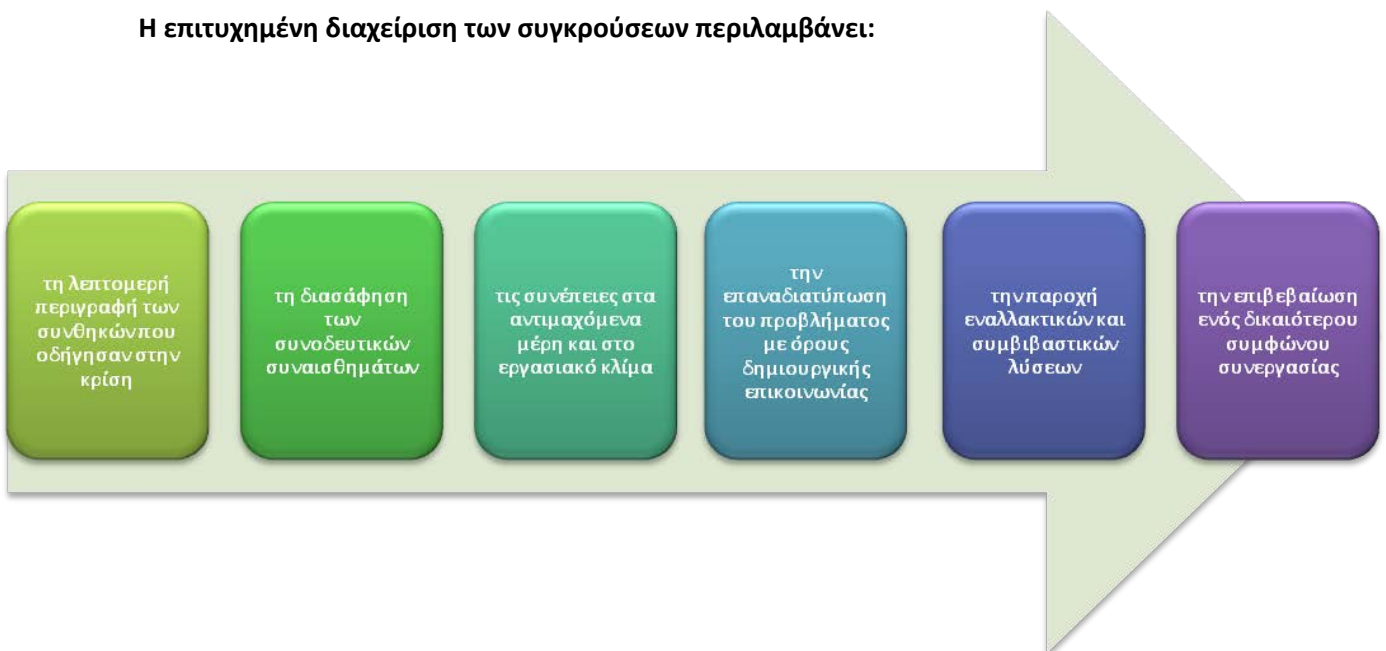 Η επιτυχημένη διαχείριση των συγκρούσεων περιλαμβάνει:
τη λεπτομερή
περιγραφή των
συνθηκών που
οδήγησαν στην
κρίση
τη διασάφηση
των
συνοδευτικών
συναισθημάτων
τις συνέπειες στα
αντιμαχόμενα
μέρη και στο
εργασιακό κλίμα
την
επαναδιατύπωση
του προβλήματος
με όρους
δημιουργικής
επικοινωνίας
την παροχή
εναλλακτικών και
συμβιβαστικών
λύσεων
την επιβεβαίωση
ενός δικαιότερου
συμφώνου
συνεργασίας